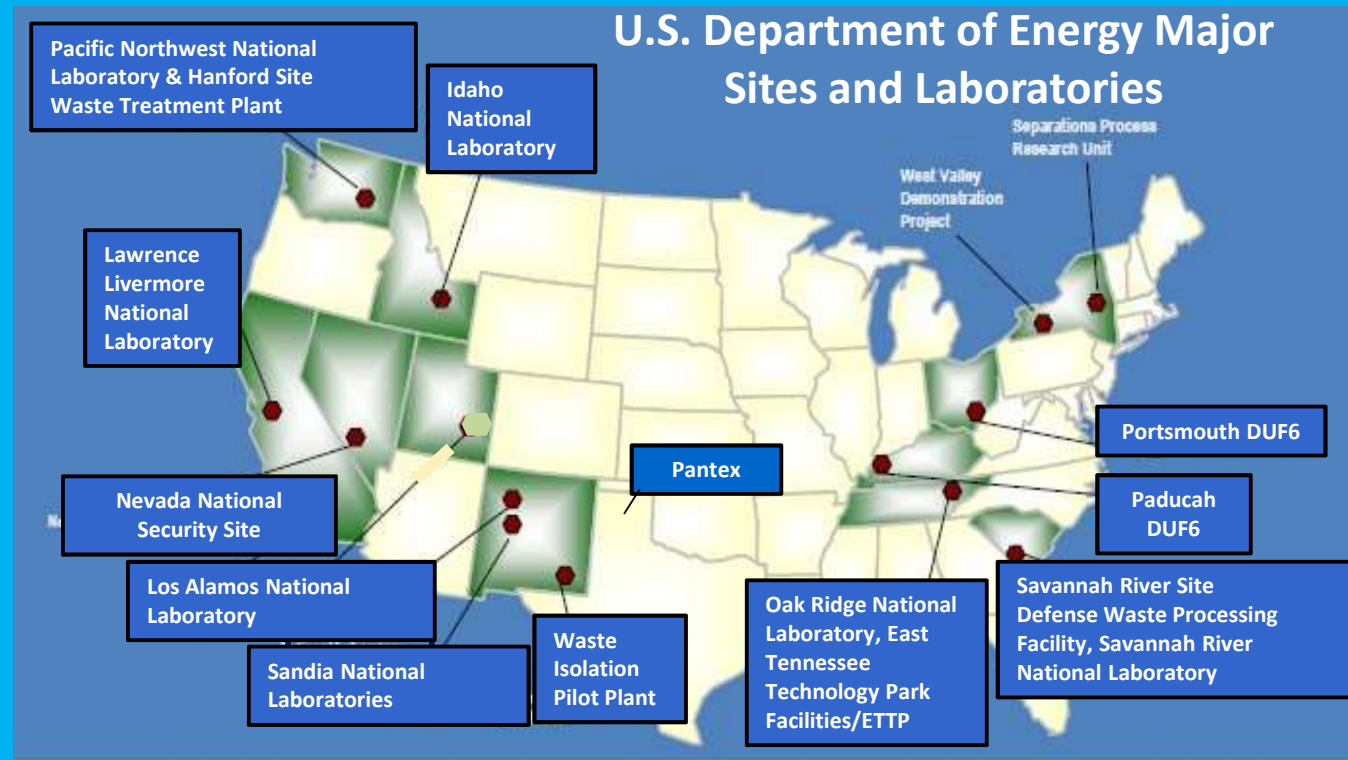 U.S. Department of Energy Major
Sites and Laboratories
Pacific Northwest National
Laboratory & Hanford Site
Waste Treatment Plant
Idaho
National
Laboratory
Separations Process
Research Unit
West Valley
Demonstration
Project
Lawrence
Livermore
National
Laboratory
Pantex
Portsmouth DUF6
Paducah
DUF6
Nevada National
Security Site
Los Alamos National
Laboratory
Sandia National
Laboratories
Waste
Isolation
Pilot Plant
Oak Ridge National
Laboratory, East
Tennessee
Technology Park
Facilities/ETTP
Savannah River Site
Defense Waste Processing
Facility, Savannah River
National Laboratory